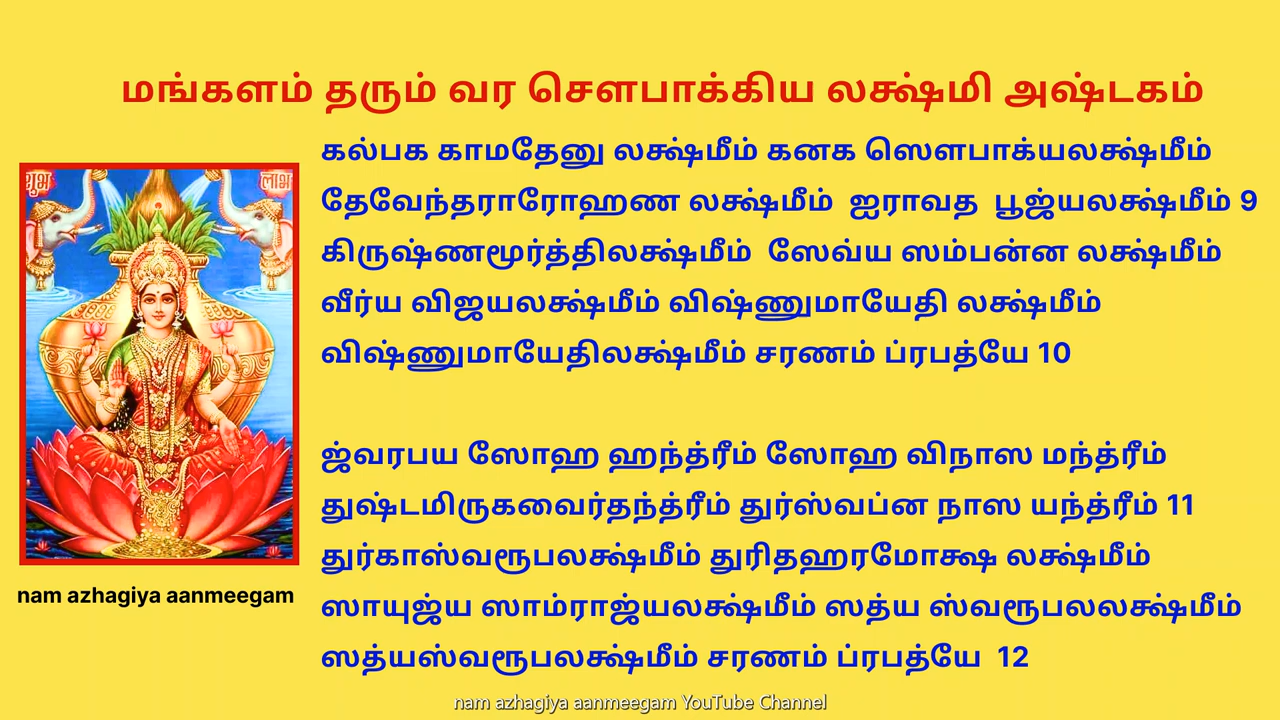 மங்களம் தரும் வர சௌபாக்கிய லக்ஷ்மி அஷ்டகம்
கல்பக காமதேனு லக்ஷ்மீம் கனக ஸௌபாக்யலக்ஷ்மீம்
தேவேந்தராரோஹண லக்ஷ்மீம் ஐராவத பூஜ்யலக்ஷ்மீம் 9
கிருஷ்ணமூர்த்திலக்ஷ்மீம் ஸேவ்ய ஸம்பன்ன லக்ஷ்மீம்
வீர்ய விஜயலக்ஷ்மீம் விஷ்ணுமாயேதி லக்ஷ்மீம்
விஷ்ணுமாயேதிலக்ஷ்மீம் சரணம் ப்ரபத்யே 10
ஜ்வரபய ஸோஹ ஹந்த்ரீம் ஸோஹ விநாஸ மந்த்ரீம்
துஷ்டமிருகவைர்தந்த்ரீம் துர்ஸ்வப்ன நாஸ யந்த்ரீம் 11
துர்காஸ்வரூபலக்ஷ்மீம் துரிதஹரமோக்ஷ லக்ஷ்மீம்
ஸாயுஜ்ய ஸாம்ராஜ்யலக்ஷ்மீம் ஸத்ய ஸ்வரூபலலக்ஷ்மீம்
ஸத்யஸ்வரூபலக்ஷ்மீம் சரணம் ப்ரபத்யே 12
शुभ
लाभ
nam azhagiya aanmeegam
nam azhagiya aanmeegam YouTube Channel